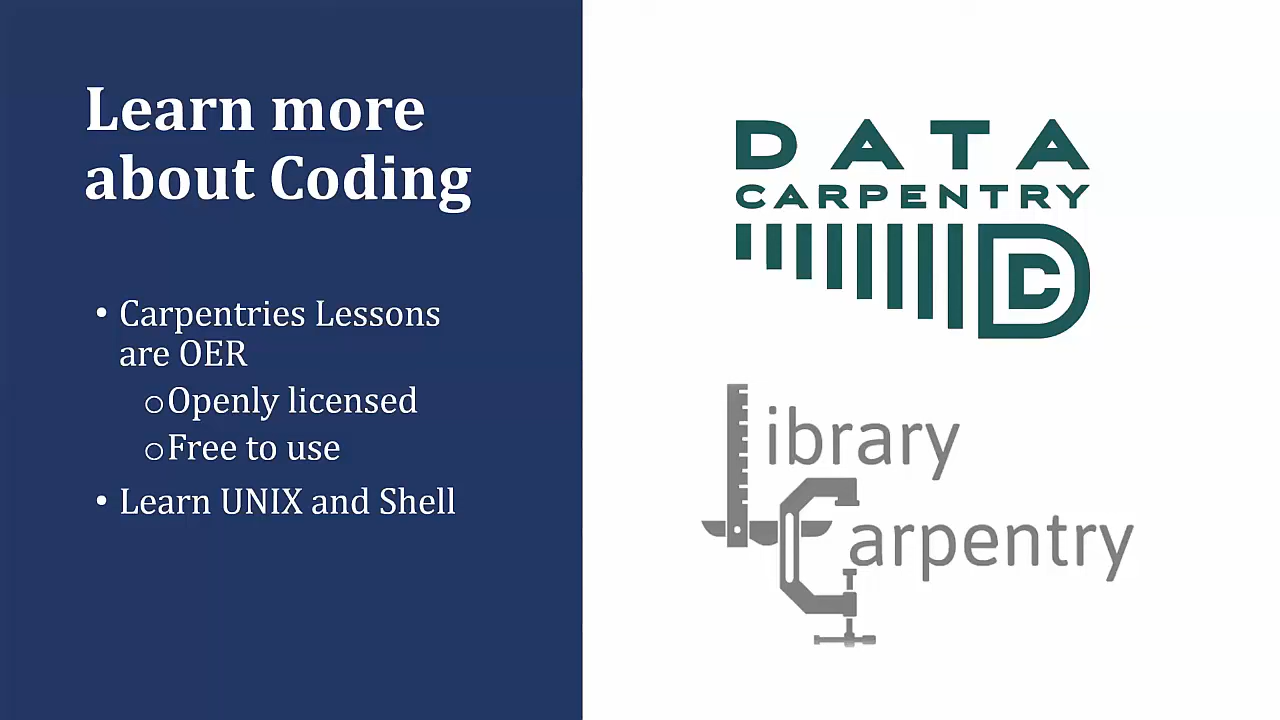 Learn more
about Coding
• Carpentries Lessons
are OER
o Openly licensed
o Free to use
• Learn UNIX and Shell
DATA
CARPENTRY
DC
Library
Carpentry